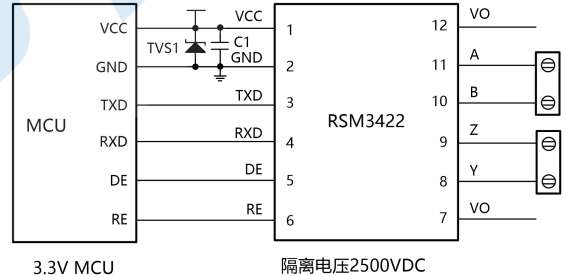 VCC VCC 1 12 VO
TVS1 C1
GND GND 2 11 A
TXD TXD 3 10 B
MCU RSM3422
RXD RXD 4 9 Z
DE DE 5 8 Y
RE RE 6 7 VO
3.3V MCU 隔离电压2500VDC